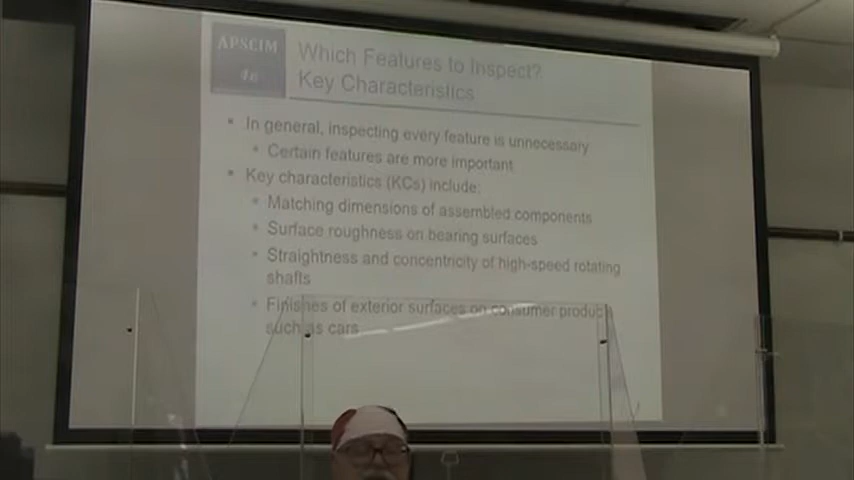 APSCIM
4e
Which Features to Inspect?
Key Characteristics
In general, inspecting every feature is unnecessary
Certain features are more important
Key characteristics (KCs) include:
Matching dimensions of assembled components
Surface roughness on bearing surfaces
Straightness and concentricity of high-speed rotating
shafts
Finishes of exterior surfaces on consumer products
such as cars